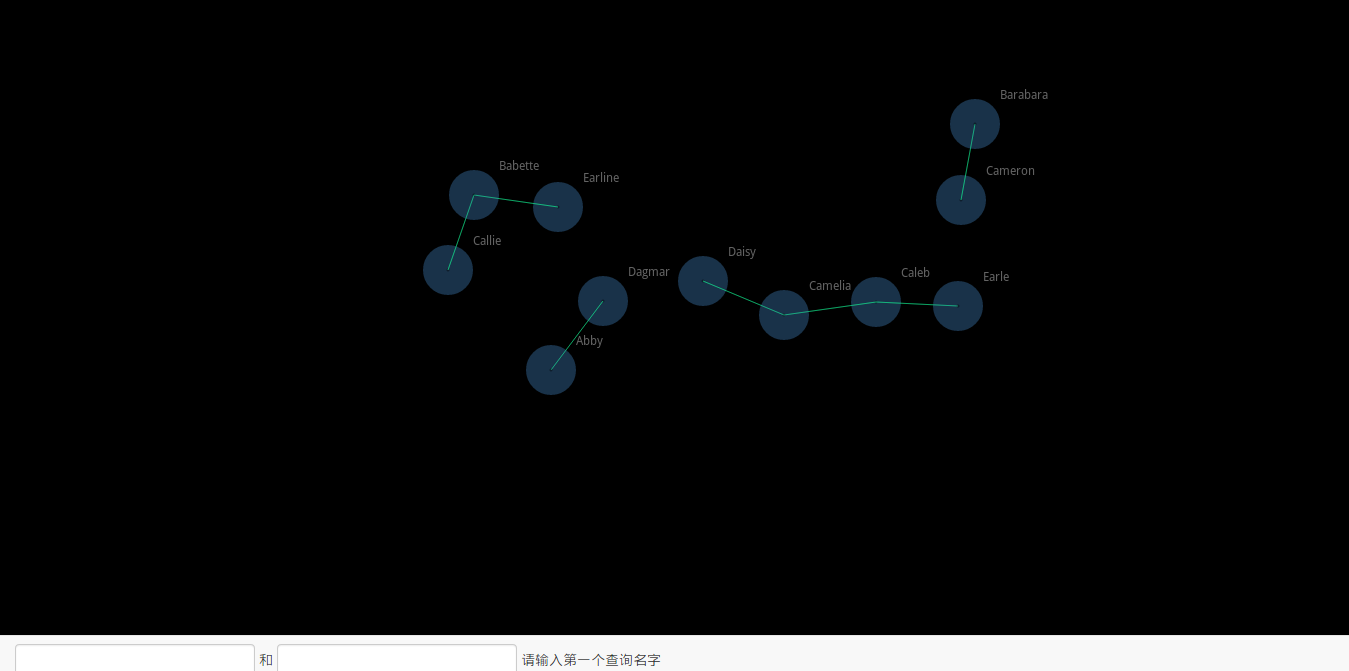 Barabara
Babette
Cameron
Earline
Callie
Daisy
Dagmar
Caleb
Earle
Camelia
Abby
和 请输入第一个查询名字